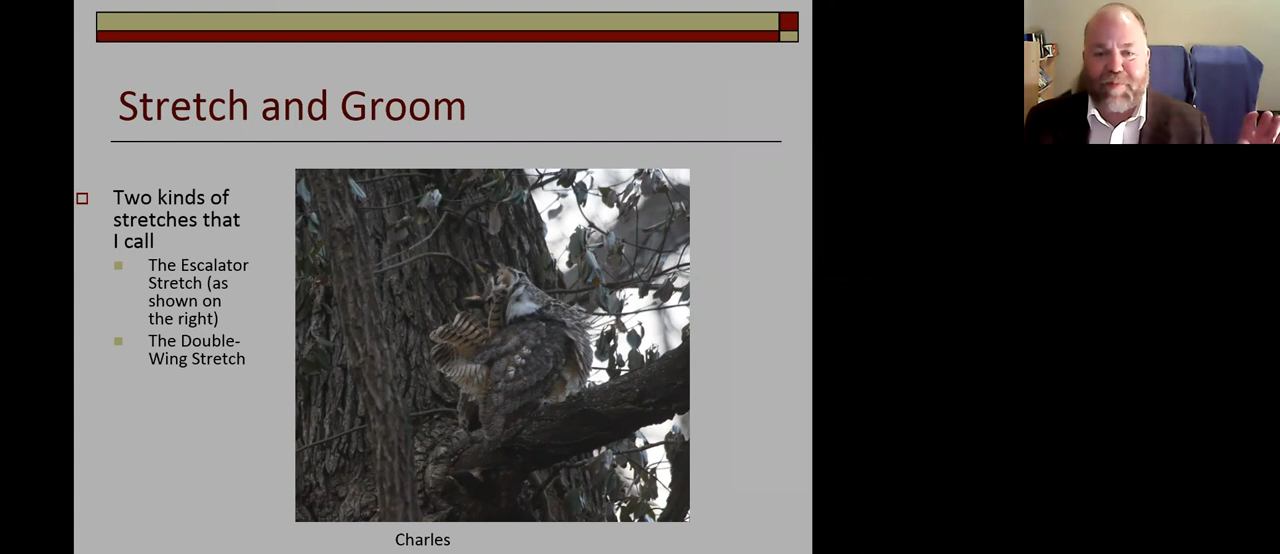 Stretch and Groom
Two kinds of
stretches that
I call
The Escalator
Stretch (as
shown on
the right)
The Double-
Wing Stretch
Charles